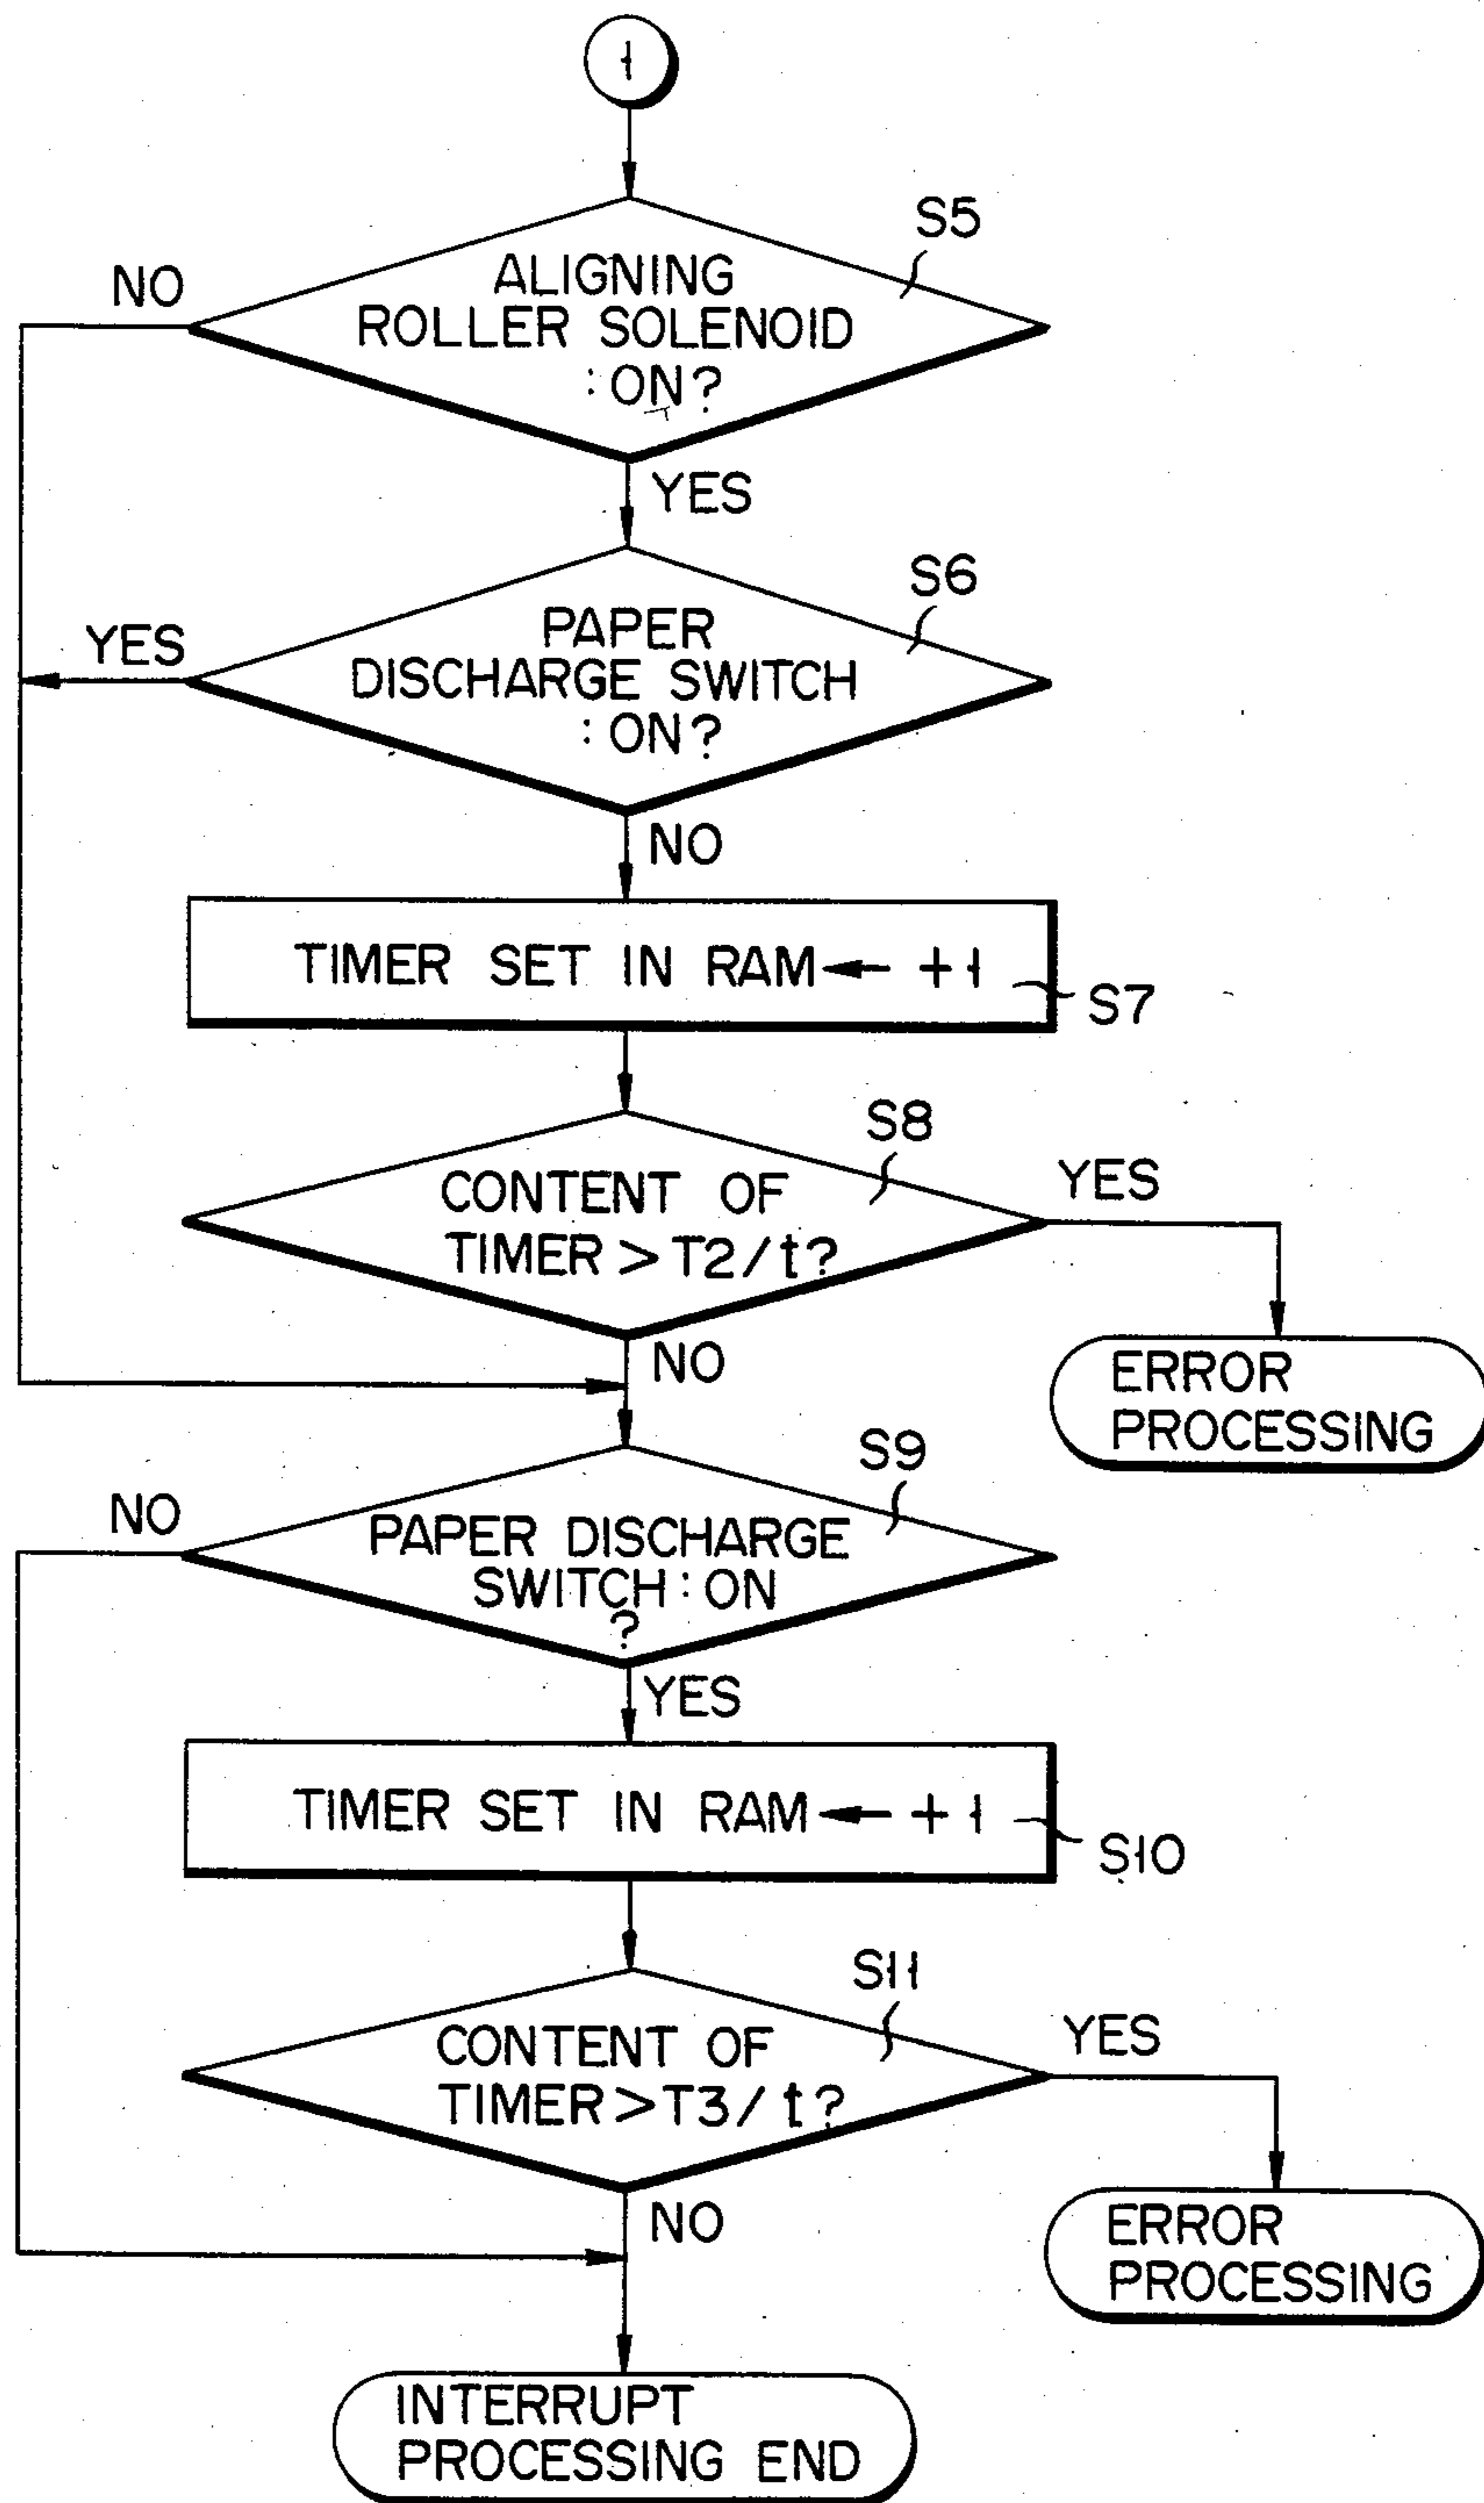 1
S5
NO
ALIGNING
ROLLER SOLENOID
: ON?
YES
S6
YES
PAPER
DISCHARGE SWITCH
: ON?
NO
TIMER SET IN RAM ← +1
S7
S8
CONTENT OF
TIMER > T2/t?
YES
NO
ERROR
PROCESSING
S9
NO
PAPER DISCHARGE
SWITCH : ON
?
YES
TIMER SET IN RAM ← +1
S10
S11
CONTENT OF
TIMER > T3/t?
YES
NO
ERROR
PROCESSING
INTERRUPT
PROCESSING END